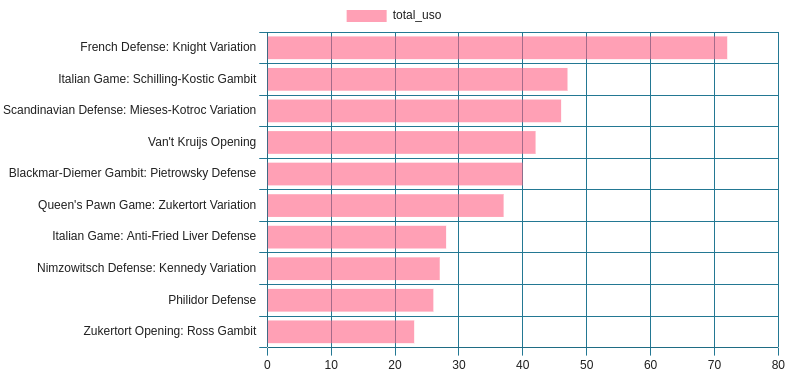 total_uso
French Defense: Knight Variation
Italian Game: Schilling-Kostic Gambit
Scandinavian Defense: Mieses-Kotroc Variation
Van't Kruijs Opening
Blackmar-Diemer Gambit: Pietrowsky Defense
Queen's Pawn Game: Zukertort Variation
Italian Game: Anti-Fried Liver Defense
Nimzowitsch Defense: Kennedy Variation
Philidor Defense
Zukertort Opening: Ross Gambit
0 10 20 30 40 50 60 70 80